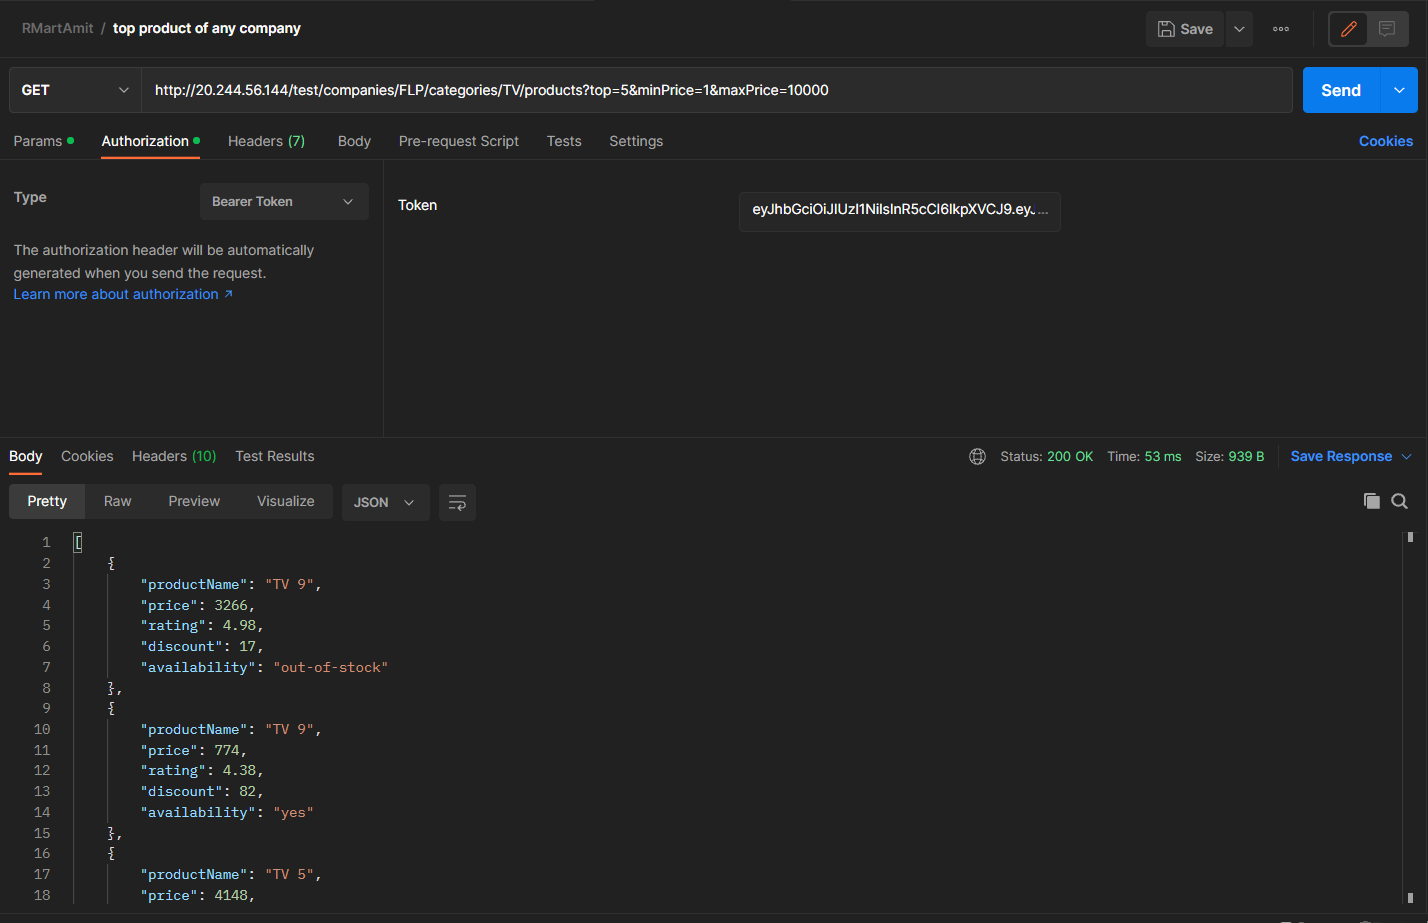 RMartAmit / top product of any company
Save
GET
http://20.244.56.144/test/companies/FLP/categories/TV/products?top=5&minPrice=1&maxPrice=10000
Send
Params Authorization Headers (7) Body Pre-request Script Tests Settings Cookies
Type Bearer Token
The authorization header will be automatically
generated when you send the request.
Learn more about authorization ↗
Token eyJhbGciOiJIUzI1NiIsInR5cCI6IkpXVCJ9.eyJ...
Body Cookies Headers (10) Test Results
Status: 200 OK Time: 53 ms Size: 939 B Save Response
Pretty Raw Preview Visualize JSON
1 [
2 {
3 "productName": "TV 9",
4 "price": 3266,
5 "rating": 4.98,
6 "discount": 17,
7 "availability": "out-of-stock"
8 },
9 {
10 "productName": "TV 9",
11 "price": 774,
12 "rating": 4.38,
13 "discount": 82,
14 "availability": "yes"
15 },
16 {
17 "productName": "TV 5",
18 "price": 4148,